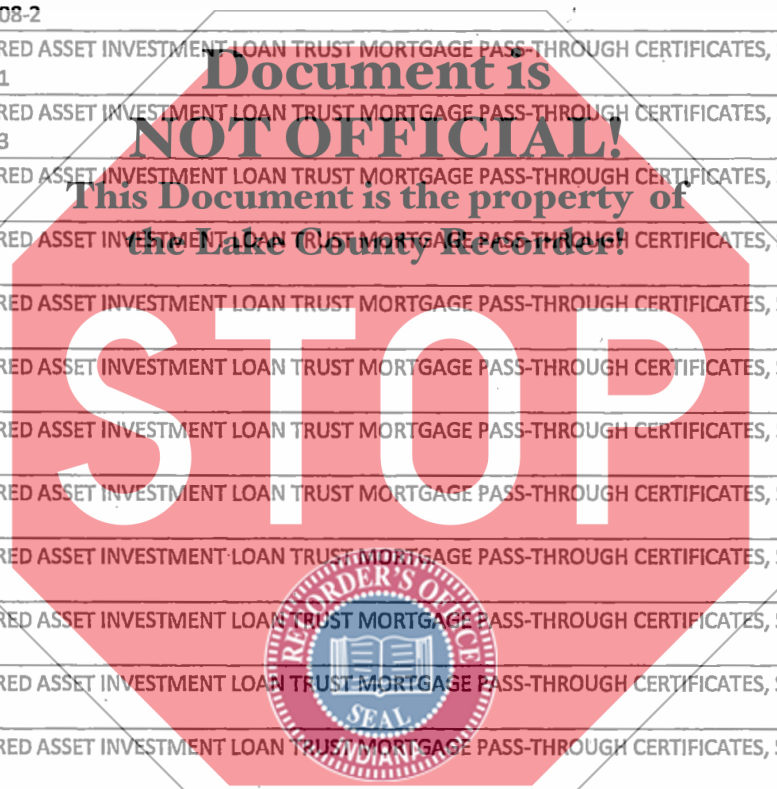 08-2
RED ASSET INVESTMENT LOAN TRUST MORTGAGE PASS-THROUGH CERTIFICATES,
Document is
1
RED ASSET INVESTMENT LOAN TRUST MORTGAGE PASS-THROUGH CERTIFICATES,
NOT OFFICIAL!
3
RED ASSET INVESTMENT LOAN TRUST MORTGAGE PASS-THROUGH CERTIFICATES,
This Document is the property of
RED ASSET INVESTMENT LOAN TRUST MORTGAGE PASS-THROUGH CERTIFICATES,
the Lake County Recorder!
RED ASSET INVESTMENT LOAN TRUST MORTGAGE PASS-THROUGH CERTIFICATES,
STOP
RED ASSET INVESTMENT LOAN TRUST MORTGAGE PASS-THROUGH CERTIFICATES,
RED ASSET INVESTMENT LOAN TRUST MORTGAGE PASS-THROUGH CERTIFICATES,
RED ASSET INVESTMENT LOAN TRUST MORTGAGE PASS-THROUGH CERTIFICATES,
RED ASSET INVESTMENT LOAN TRUST MORTGAGE PASS-THROUGH CERTIFICATES,
RECORDER'S OFFICE
RED ASSET INVESTMENT LOAN TRUST MORTGAGE PASS-THROUGH CERTIFICATES,
RED ASSET INVESTMENT LOAN TRUST MORTGAGE PASS-THROUGH CERTIFICATES,
SEAL
INDIANA
RED ASSET INVESTMENT LOAN TRUST MORTGAGE PASS-THROUGH CERTIFICATES,